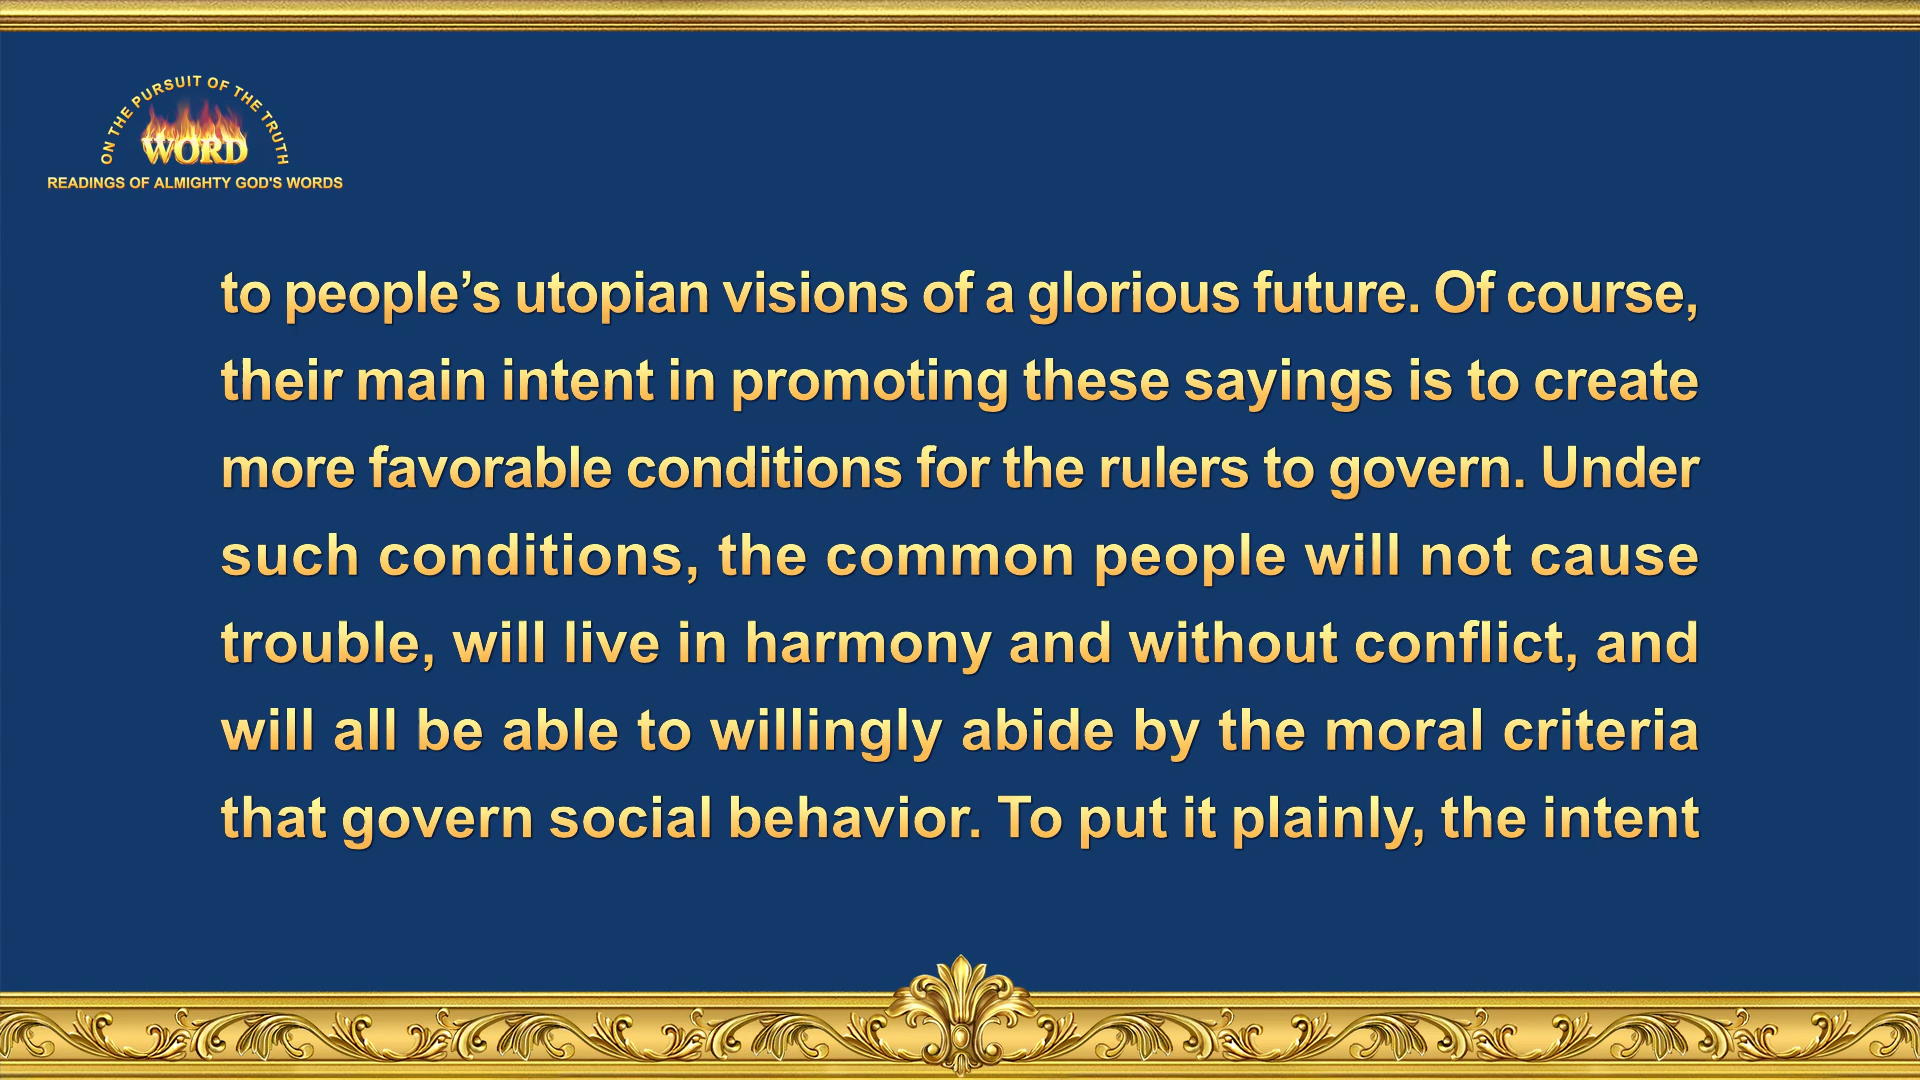 ON THE PURSUIT OF THE TRUTH
WORD
READINGS OF ALMIGHTY GOD'S WORDS
to people’s utopian visions of a glorious future. Of course,
their main intent in promoting these sayings is to create
more favorable conditions for the rulers to govern. Under
such conditions, the common people will not cause
trouble, will live in harmony and without conflict, and
will all be able to willingly abide by the moral criteria
that govern social behavior. To put it plainly, the intent